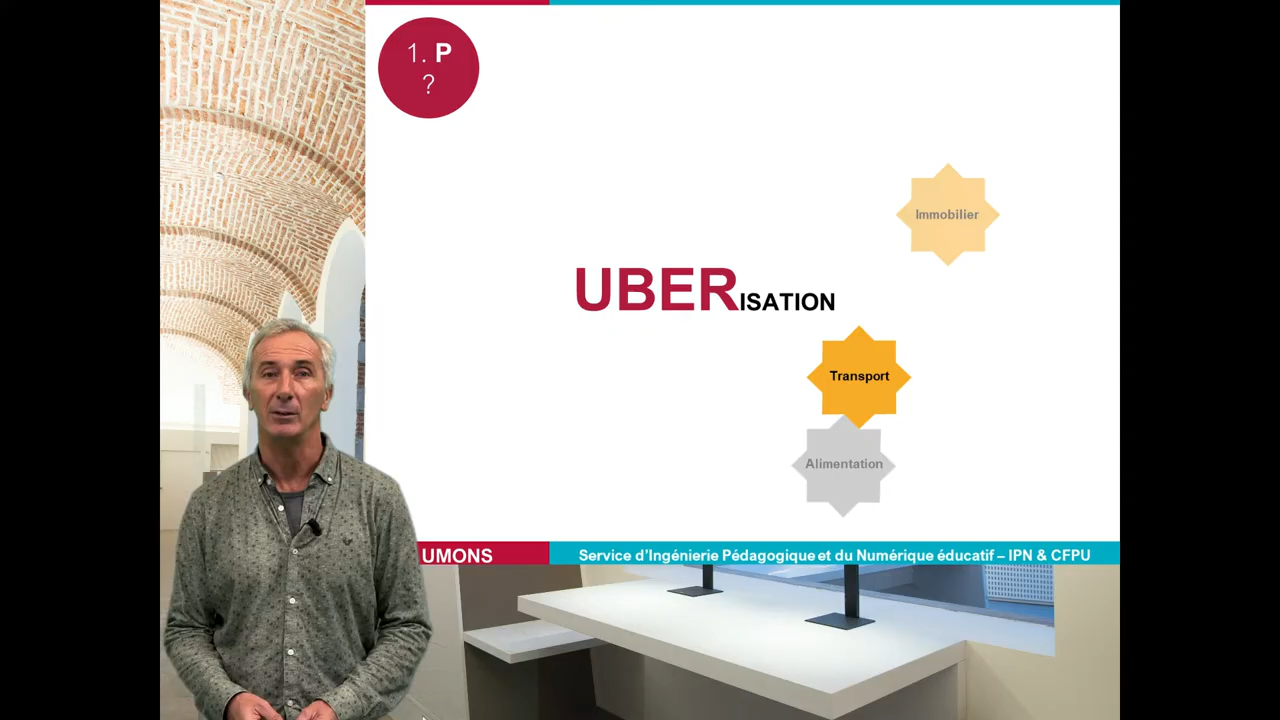 1. P
?
Immobilier
UBERISATION
Transport
Alimentation
UMONS
Service d'Ingénierie Pédagogique et du Numérique éducatif – IPN & CFPU